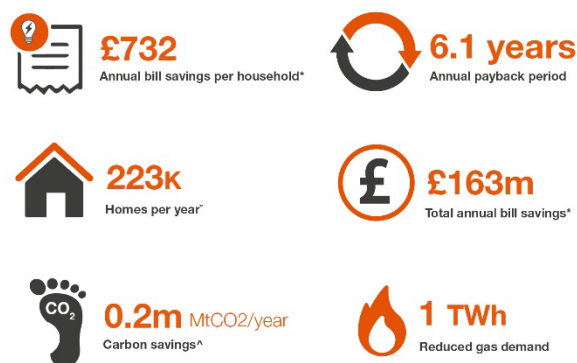 £732
Annual bill savings per household*
6.1 years
Annual payback period
223K
Homes per year˜
£
£163m
Total annual bill savings*
CO2
0.2m MtCO2/year
Carbon savings^
1 TWh
Reduced gas demand